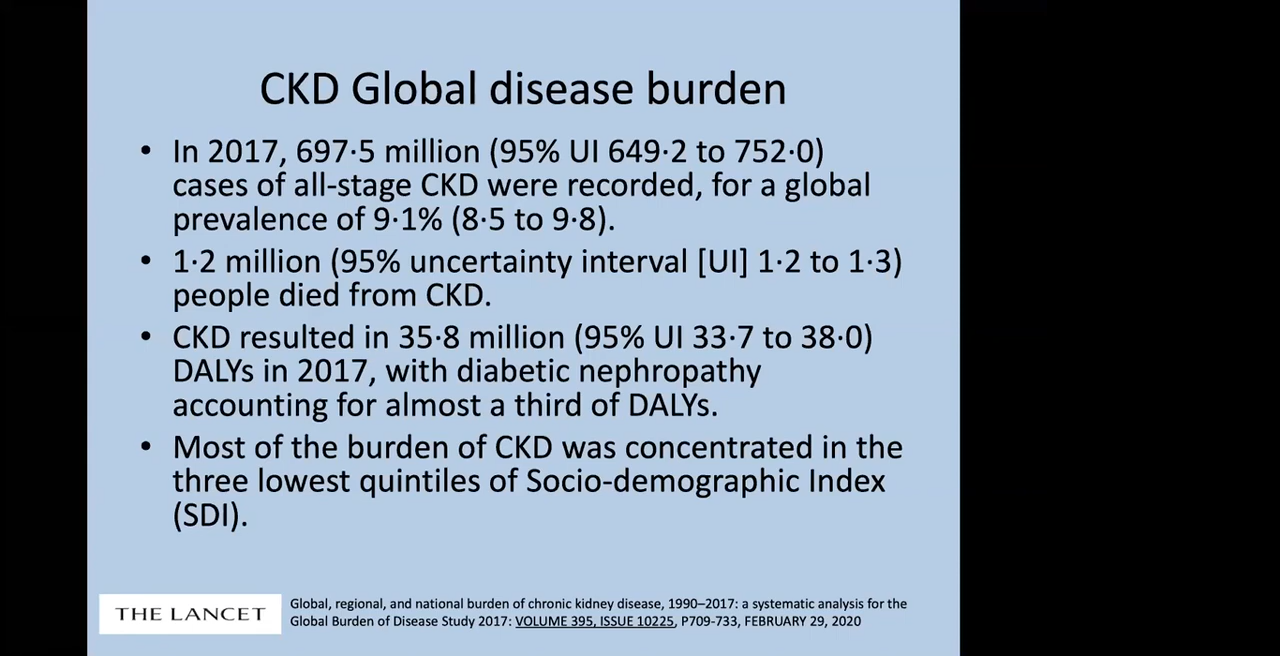 CKD Global disease burden
• In 2017, 697·5 million (95% UI 649·2 to 752·0)
cases of all-stage CKD were recorded, for a global
prevalence of 9·1% (8·5 to 9·8).
• 1·2 million (95% uncertainty interval [UI] 1·2 to 1·3)
people died from CKD.
• CKD resulted in 35·8 million (95% UI 33·7 to 38·0)
DALYs in 2017, with diabetic nephropathy
accounting for almost a third of DALYs.
• Most of the burden of CKD was concentrated in the
three lowest quintiles of Socio-demographic Index
(SDI).
THE LANCET
Global, regional, and national burden of chronic kidney disease, 1990–2017: a systematic analysis for the
Global Burden of Disease Study 2017: VOLUME 395, ISSUE 10225, P709-733, FEBRUARY 29, 2020